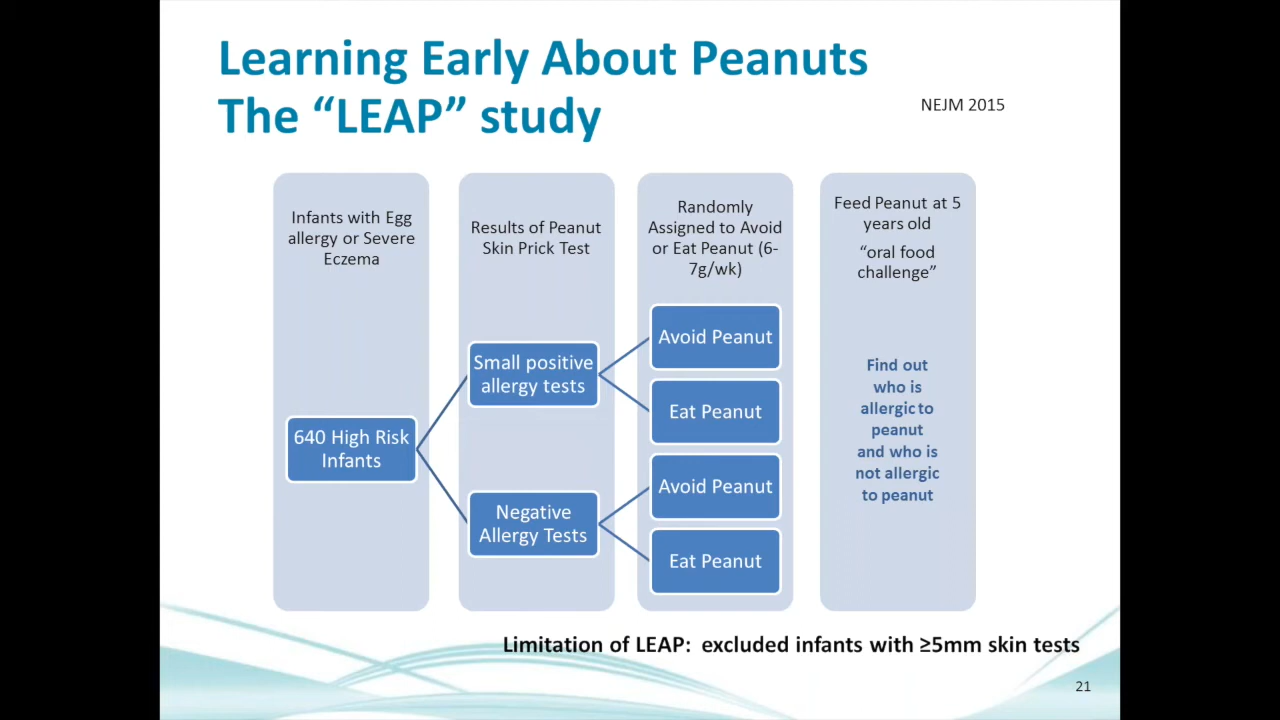 Learning Early About Peanuts
The “LEAP” study
NEJM 2015
Infants with Egg
allergy or Severe
Eczema
640 High Risk
Infants
Results of Peanut
Skin Prick Test
Small positive
allergy tests
Negative
Allergy Tests
Randomly
Assigned to Avoid
or Eat Peanut (6-
7g/wk)
Avoid Peanut
Eat Peanut
Avoid Peanut
Eat Peanut
Feed Peanut at 5
years old
“oral food
challenge”
Find out
who is
allergic to
peanut
and who is
not allergic
to peanut
Limitation of LEAP: excluded infants with ≥5mm skin tests
21